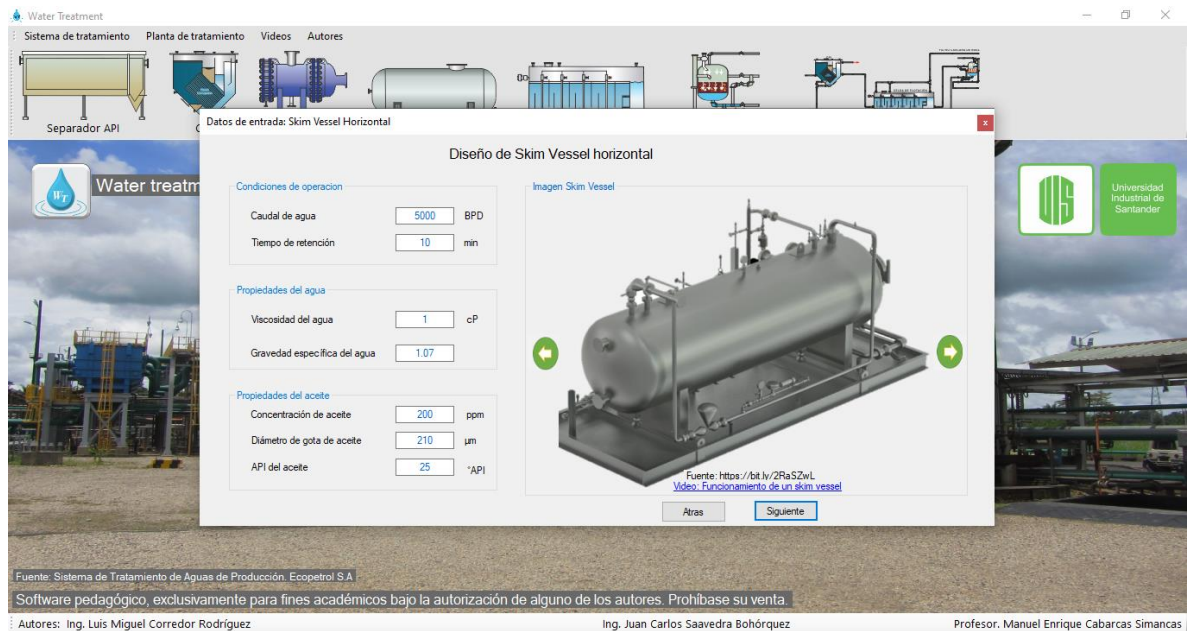 Water Treatment
Sistema de tratamiento Planta de tratamiento Videos Autores
Separador API
Datos de entrada: Skim Vessel Horizontal
x
Diseño de Skim Vessel horizontal
WT
Water treatm
Universidad
Industrial de
Santander
Condiciones de operacion
Caudal de agua 5000 BPD
Tiempo de retención 10 min
Propiedades del agua
Viscosidad del agua 1 cP
Gravedad específica del agua 1.07
Propiedades del aceite
Concentración de aceite 200 ppm
Diámetro de gota de aceite 210 µm
API del aceite 25 °API
Imagen Skim Vessel
Fuente: https://bit.ly/2RaSZwL
Video: Funcionamiento de un skim vessel
Atras Siguiente
Fuente: Sistema de Tratamiento de Aguas de Producción. Ecopetrol S.A
Software pedagógico, exclusivamente para fines académicos bajo la autorización de alguno de los autores. Prohíbase su venta.
Autores: Ing. Luis Miguel Corredor Rodríguez Ing. Juan Carlos Saavedra Bohórquez Profesor. Manuel Enrique Cabarcas Simancas